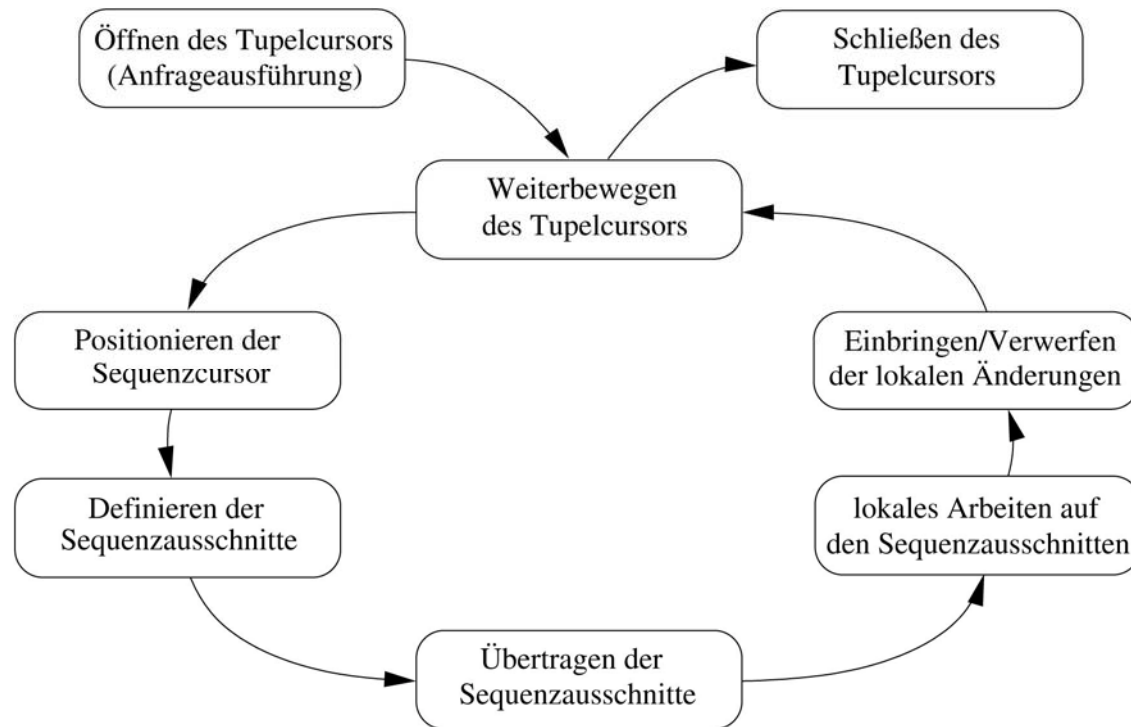 Öffnen des Tupelcursors
(Anfrageausführung)
Schließen des
Tupelcursors
Weiterbewegen
des Tupelcursors
Positionieren der
Sequenzcursor
Definieren der
Sequenzausschnitte
Übertragen der
Sequenzausschnitte
lokales Arbeiten auf
den Sequenzausschnitten
Einbringen/Verwerfen
der lokalen Änderungen